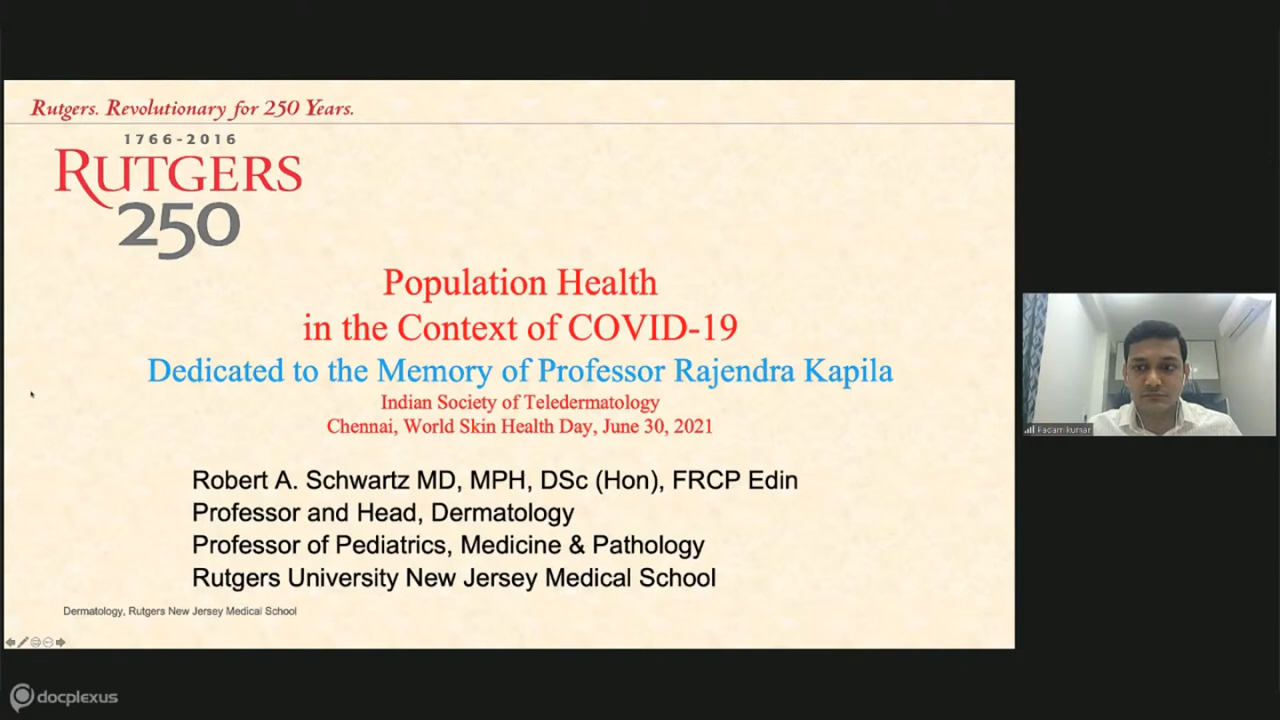 Rutgers. Revolutionary for 250 Years.
1766-2016
RUTGERS
250
Population Health
in the Context of COVID-19
Dedicated to the Memory of Professor Rajendra Kapila
Indian Society of Teledermatology
Chennai, World Skin Health Day, June 30, 2021
Robert A. Schwartz MD, MPH, DSc (Hon), FRCP Edin
Professor and Head, Dermatology
Professor of Pediatrics, Medicine & Pathology
Rutgers University New Jersey Medical School
Dermatology, Rutgers New Jersey Medical School
Padam kumar
docplexus